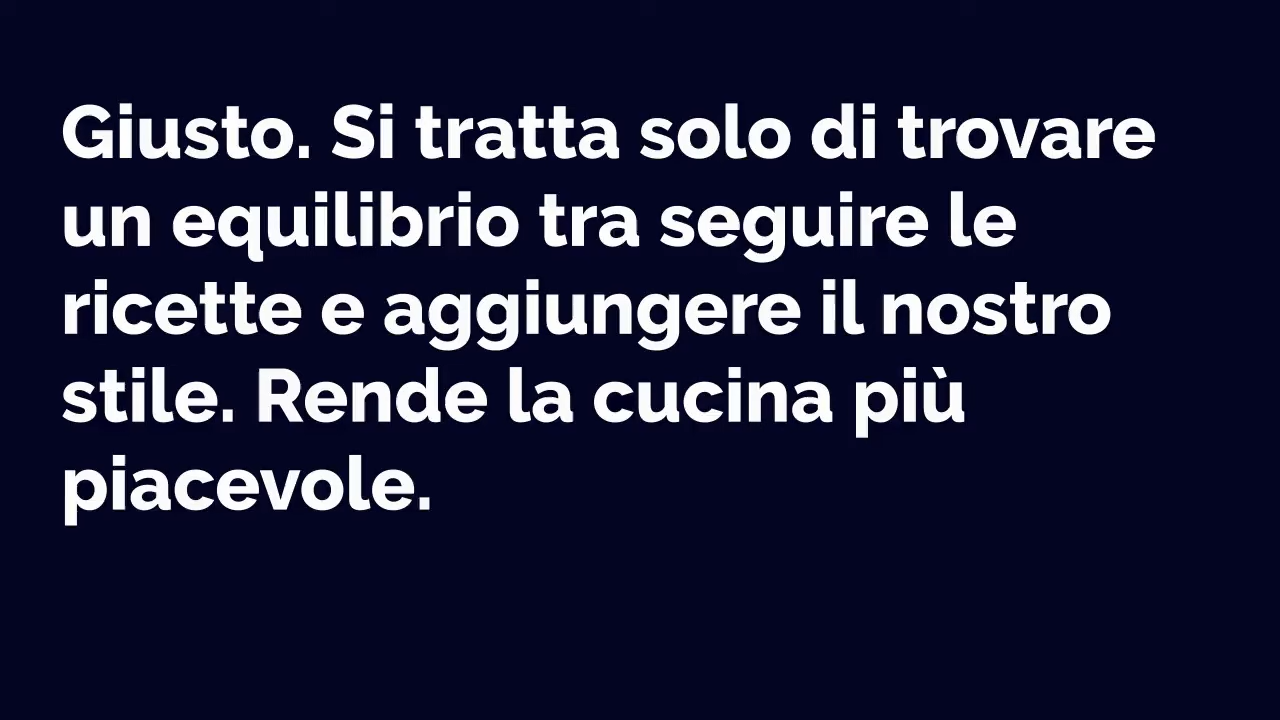 Giusto. Si tratta solo di trovare
un equilibrio tra seguire le
ricette e aggiungere il nostro
stile. Rende la cucina più
piacevole.